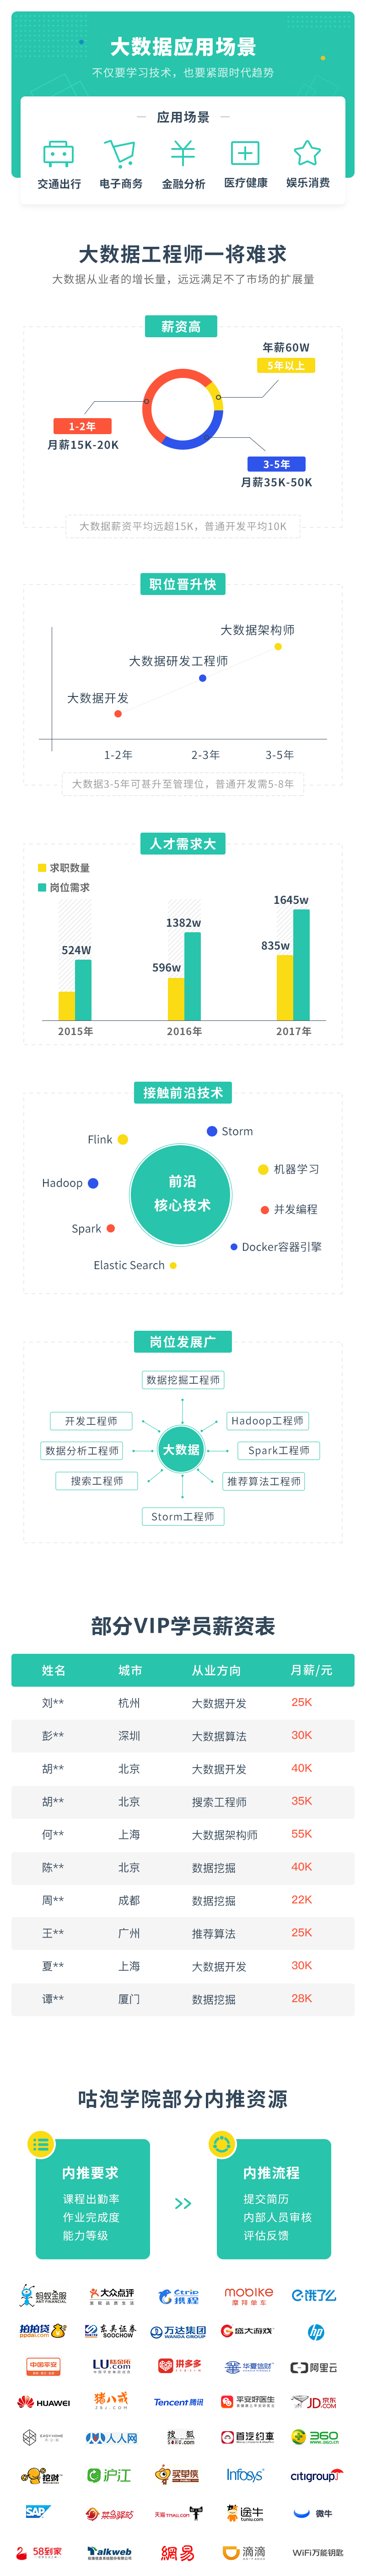 大数据应用场景
不仅要学习技术，也要紧跟时代趋势
应用场景
交通出行 电子商务 金融分析 医疗健康 娱乐消费
大数据工程师一将难求
大数据从业者的增长量，远远满足不了市场的扩展量
薪资高
年薪60W
5年以上
1-2年
月薪15K-20K
3-5年
月薪35K-50K
大数据薪资平均远超15K，普通开发平均10K
职位晋升快
大数据架构师
大数据研发工程师
大数据开发
1-2年 2-3年 3-5年
大数据3-5年可甚升至管理位，普通开发需5-8年
人才需求大
求职数量
岗位需求
1645w
1382w
835w
524W
596w
2015年 2016年 2017年
接触前沿技术
Storm
Flink
机器学习
前沿
核心技术
Hadoop
并发编程
Spark
Docker容器引擎
Elastic Search
岗位发展广
数据挖掘工程师
开发工程师 Hadoop工程师
数据分析工程师 大数据 Spark工程师
搜索工程师 推荐算法工程师
Storm工程师
部分VIP学员薪资表
姓名 城市 从业方向 月薪/元
刘** 杭州 大数据开发 25K
彭** 深圳 大数据算法 30K
胡** 北京 大数据开发 40K
胡** 北京 搜索工程师 35K
何** 上海 大数据架构师 55K
陈** 北京 数据挖掘 40K
周** 成都 数据挖掘 22K
王** 广州 推荐算法 25K
夏** 上海 大数据开发 30K
谭** 厦门 数据挖掘 28K
咕泡学院部分内推资源
内推要求 内推流程
课程出勤率 提交简历
作业完成度 内部人员审核
能力等级 评估反馈
蚂蚁金服 ANT FINANCIAL 大众点评 Ctrip 携程 mobike 摩拜单车 饿了么
拍拍贷 ppdai.com 东吴证券 SOOCHOW 万达集团 WANDA GROUP 盛大游戏 hp
中国平安 LU.com 陆金所 拼多多 华夏信财 阿里云
HUAWEI 猪八戒 ZBJ.COM Tencent 腾讯 平安好医生 JD.COM 京东
EASYHOME 人人网 搜狐 SOHU.COM 首汽约车 360
挖财 沪江 买单侠 Infosys citigroup
SAP 菜鸟驿站 天猫 TMALL.COM 途牛 tuniu.com 微牛
58到家 Talkweb 網易 滴滴 WiFi万能钥匙